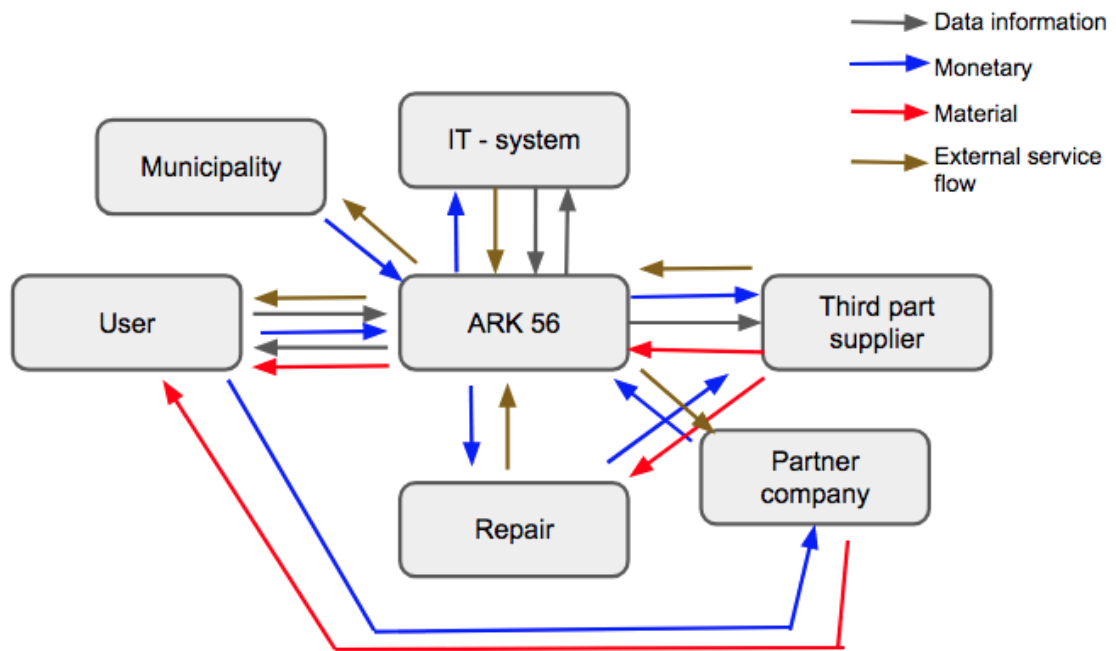 Data information
Monetary
Material
External service
flow
IT - system
Municipality
User
ARK 56
Third part
supplier
Partner
company
Repair